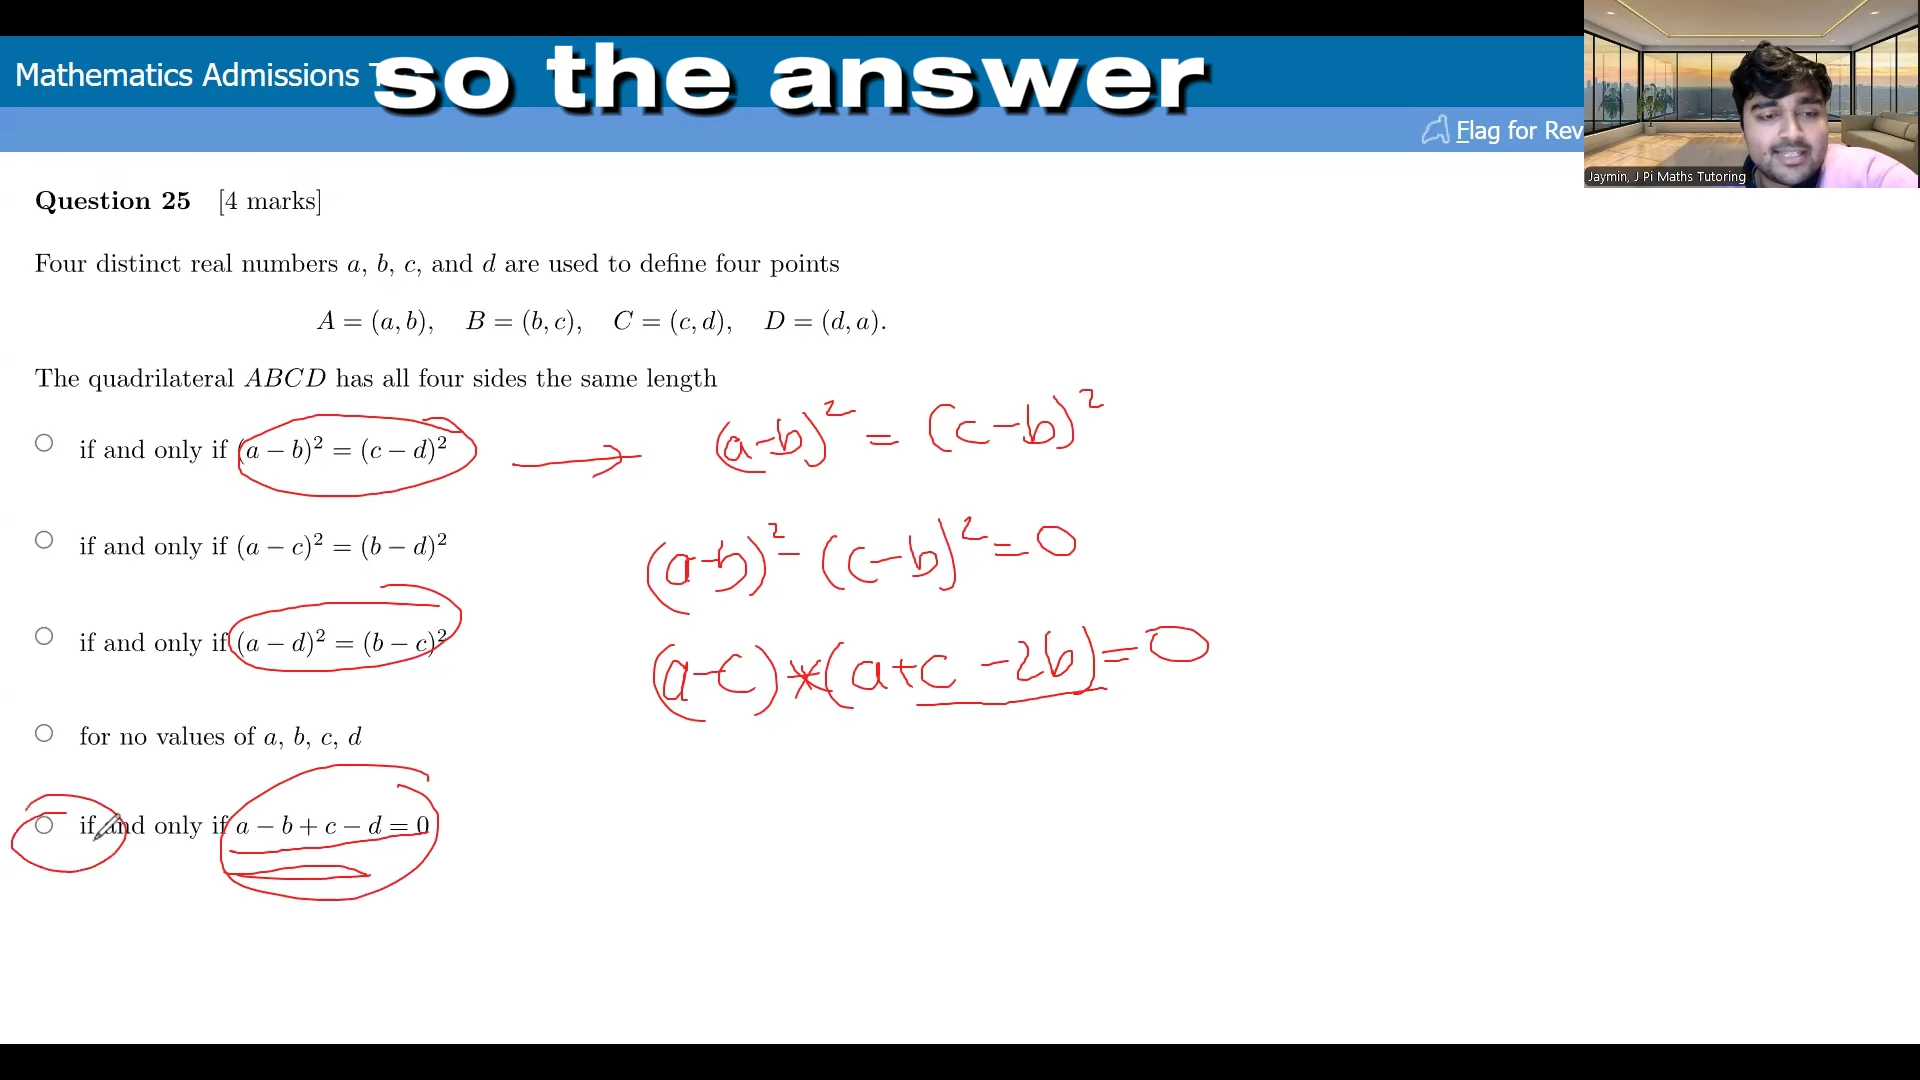 Mathematics Admissions T
so the answer
Flag for Rev
Jaymin, J Pi Maths Tutoring
Question 25 [4 marks]
Four distinct real numbers a, b, c, and d are used to define four points
A = (a, b), B = (b, c), C = (c, d), D = (d, a).
The quadrilateral ABCD has all four sides the same length
if and only if (a − b)² = (c − d)²
(a-b)² = (c-b)²
if and only if (a − c)² = (b − d)²
(a-b)² - (c-b)² = 0
if and only if (a − d)² = (b − c)²
(a-c)*(a+c-2b)=0
for no values of a, b, c, d
if and only if a − b + c − d = 0